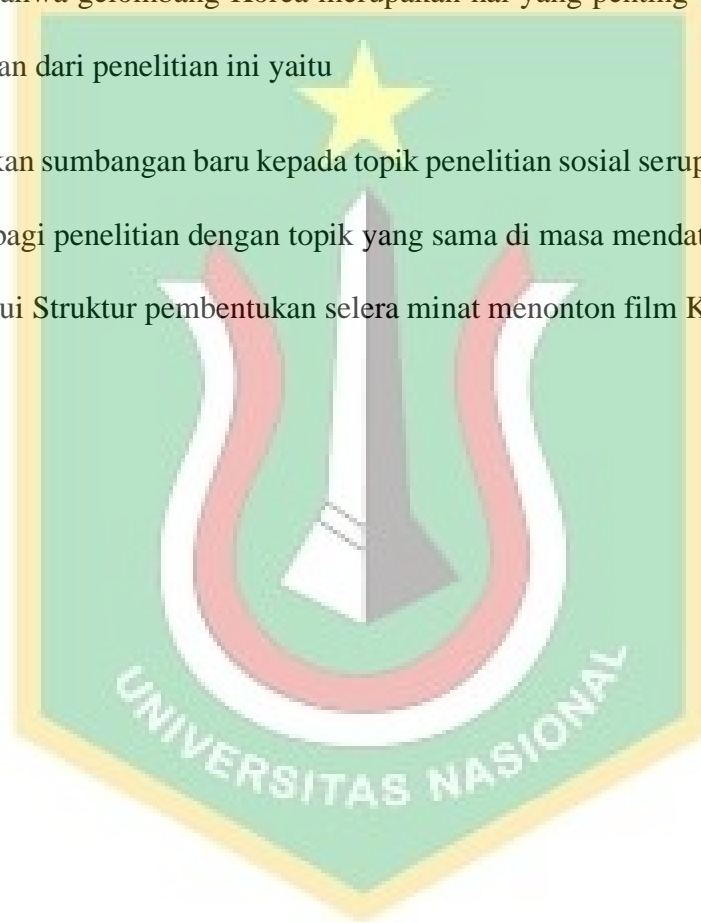 ahwa gelombang Korea merupakan hal yang penting
an dari penelitian ini yaitu
kan sumbangan baru kepada topik penelitian sosial serup
bagi penelitian dengan topik yang sama di masa mendat
ui Struktur pembentukan selera minat menonton film K
UNIVERSITAS NASIONAL